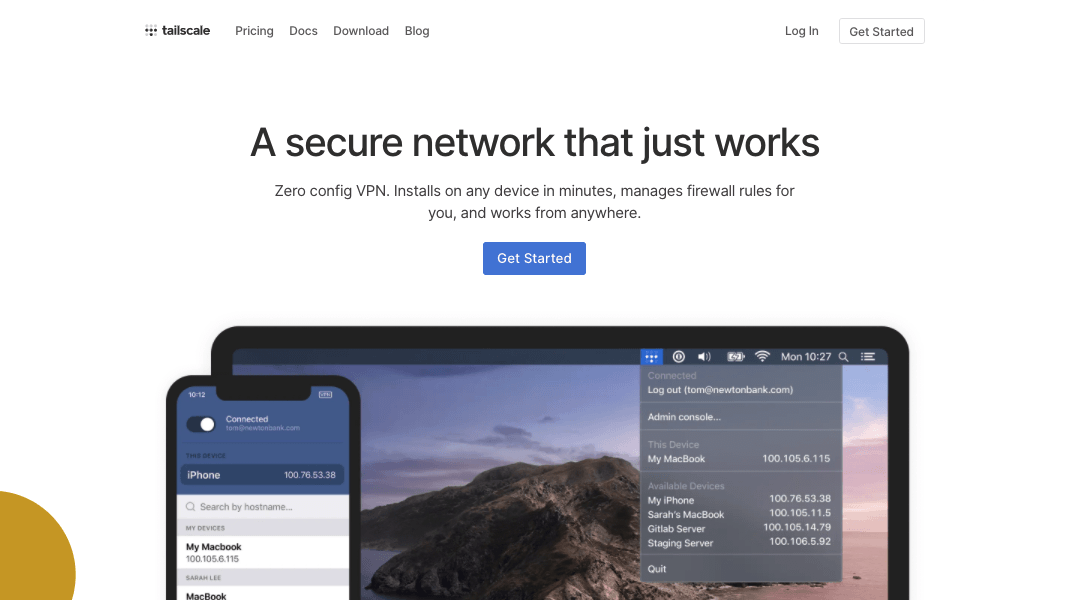 tailscale Pricing Docs Download Blog Log In Get Started
A secure network that just works
Zero config VPN. Installs on any device in minutes, manages firewall rules for
you, and works from anywhere.
Get Started
Mon 10:27
Connected
Log out (tom@newtonbank.com)
Admin console...
This Device
My MacBook 100.105.6.115
Available Devices
My iPhone 100.76.53.38
Sarah's MacBook 100.105.11.5
Gitlab Server 100.105.14.79
Staging Server 100.106.5.92
Quit
10:12 VPN
Connected
tom@newtonbank.com
THIS DEVICE
iPhone 100.76.53.38
Search by hostname...
MY DEVICES
My Macbook
100.105.6.115
SARAH LEE
MacBook